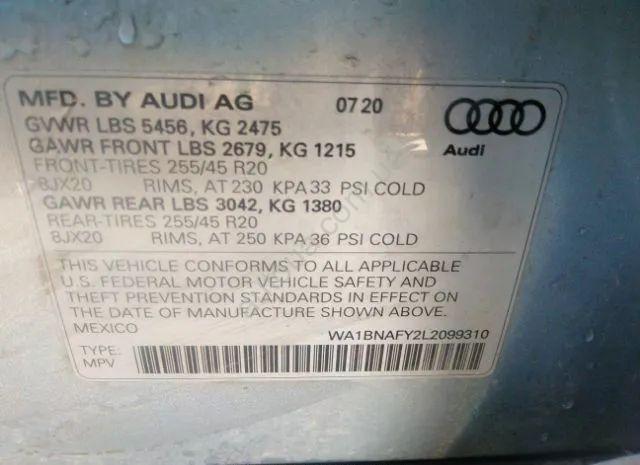 MFD. BY AUDI AG 07 20
GVWR LBS 5456, KG 2475
GAWR FRONT LBS 2679, KG 1215
FRONT-TIRES 255/45 R20
8JX20 RIMS, AT 230 KPA 33 PSI COLD
GAWR REAR LBS 3042, KG 1380
REAR-TIRES 255/45 R20
8JX20 RIMS, AT 250 KPA 36 PSI COLD
Audi
THIS VEHICLE CONFORMS TO ALL APPLICABLE
U.S. FEDERAL MOTOR VEHICLE SAFETY AND
THEFT PREVENTION STANDARDS IN EFFECT ON
THE DATE OF MANUFACTURE SHOWN ABOVE.
MEXICO WA1BNAFY2L2099310
TYPE:
MPV